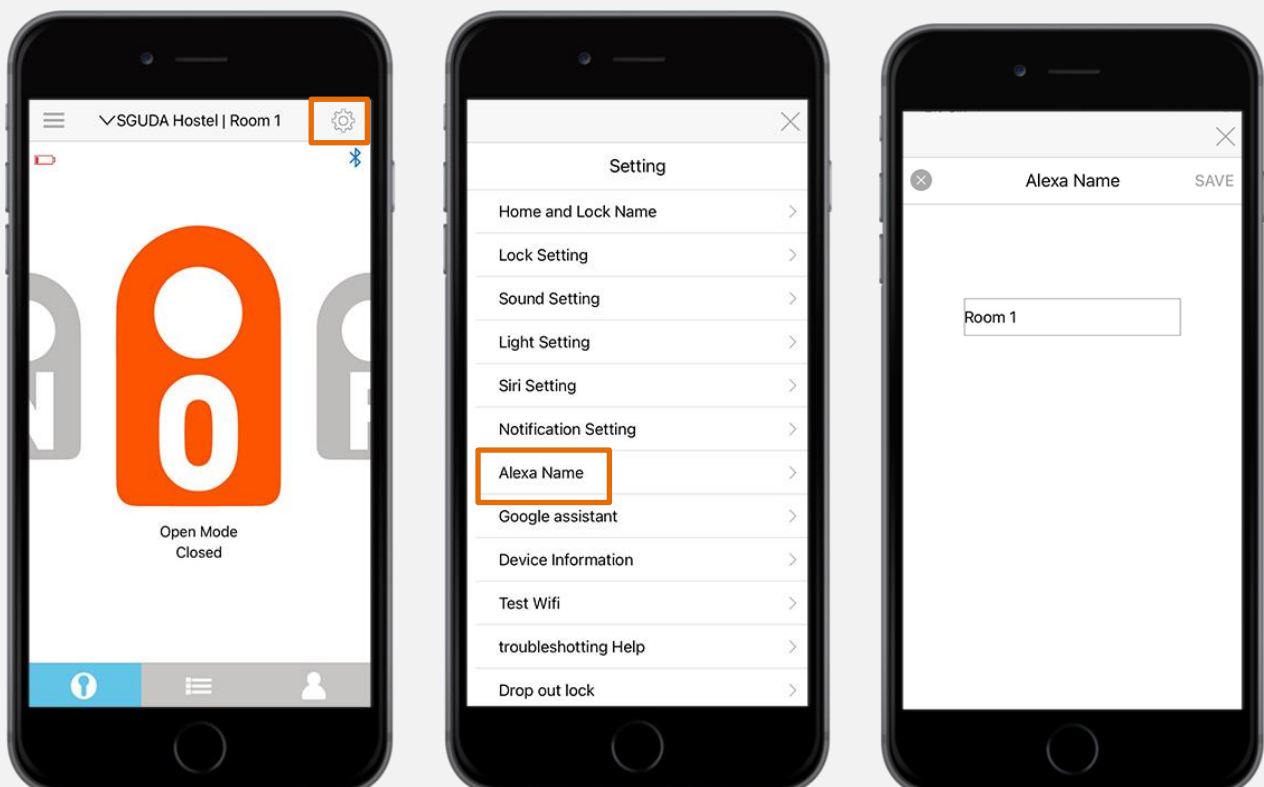 SGUDA Hostel | Room 1
N
O
Open Mode
Closed
Setting
Home and Lock Name
Lock Setting
Sound Setting
Light Setting
Siri Setting
Notification Setting
Alexa Name
Google assistant
Device Information
Test Wifi
troubleshotting Help
Drop out lock
Alexa Name SAVE
Room 1